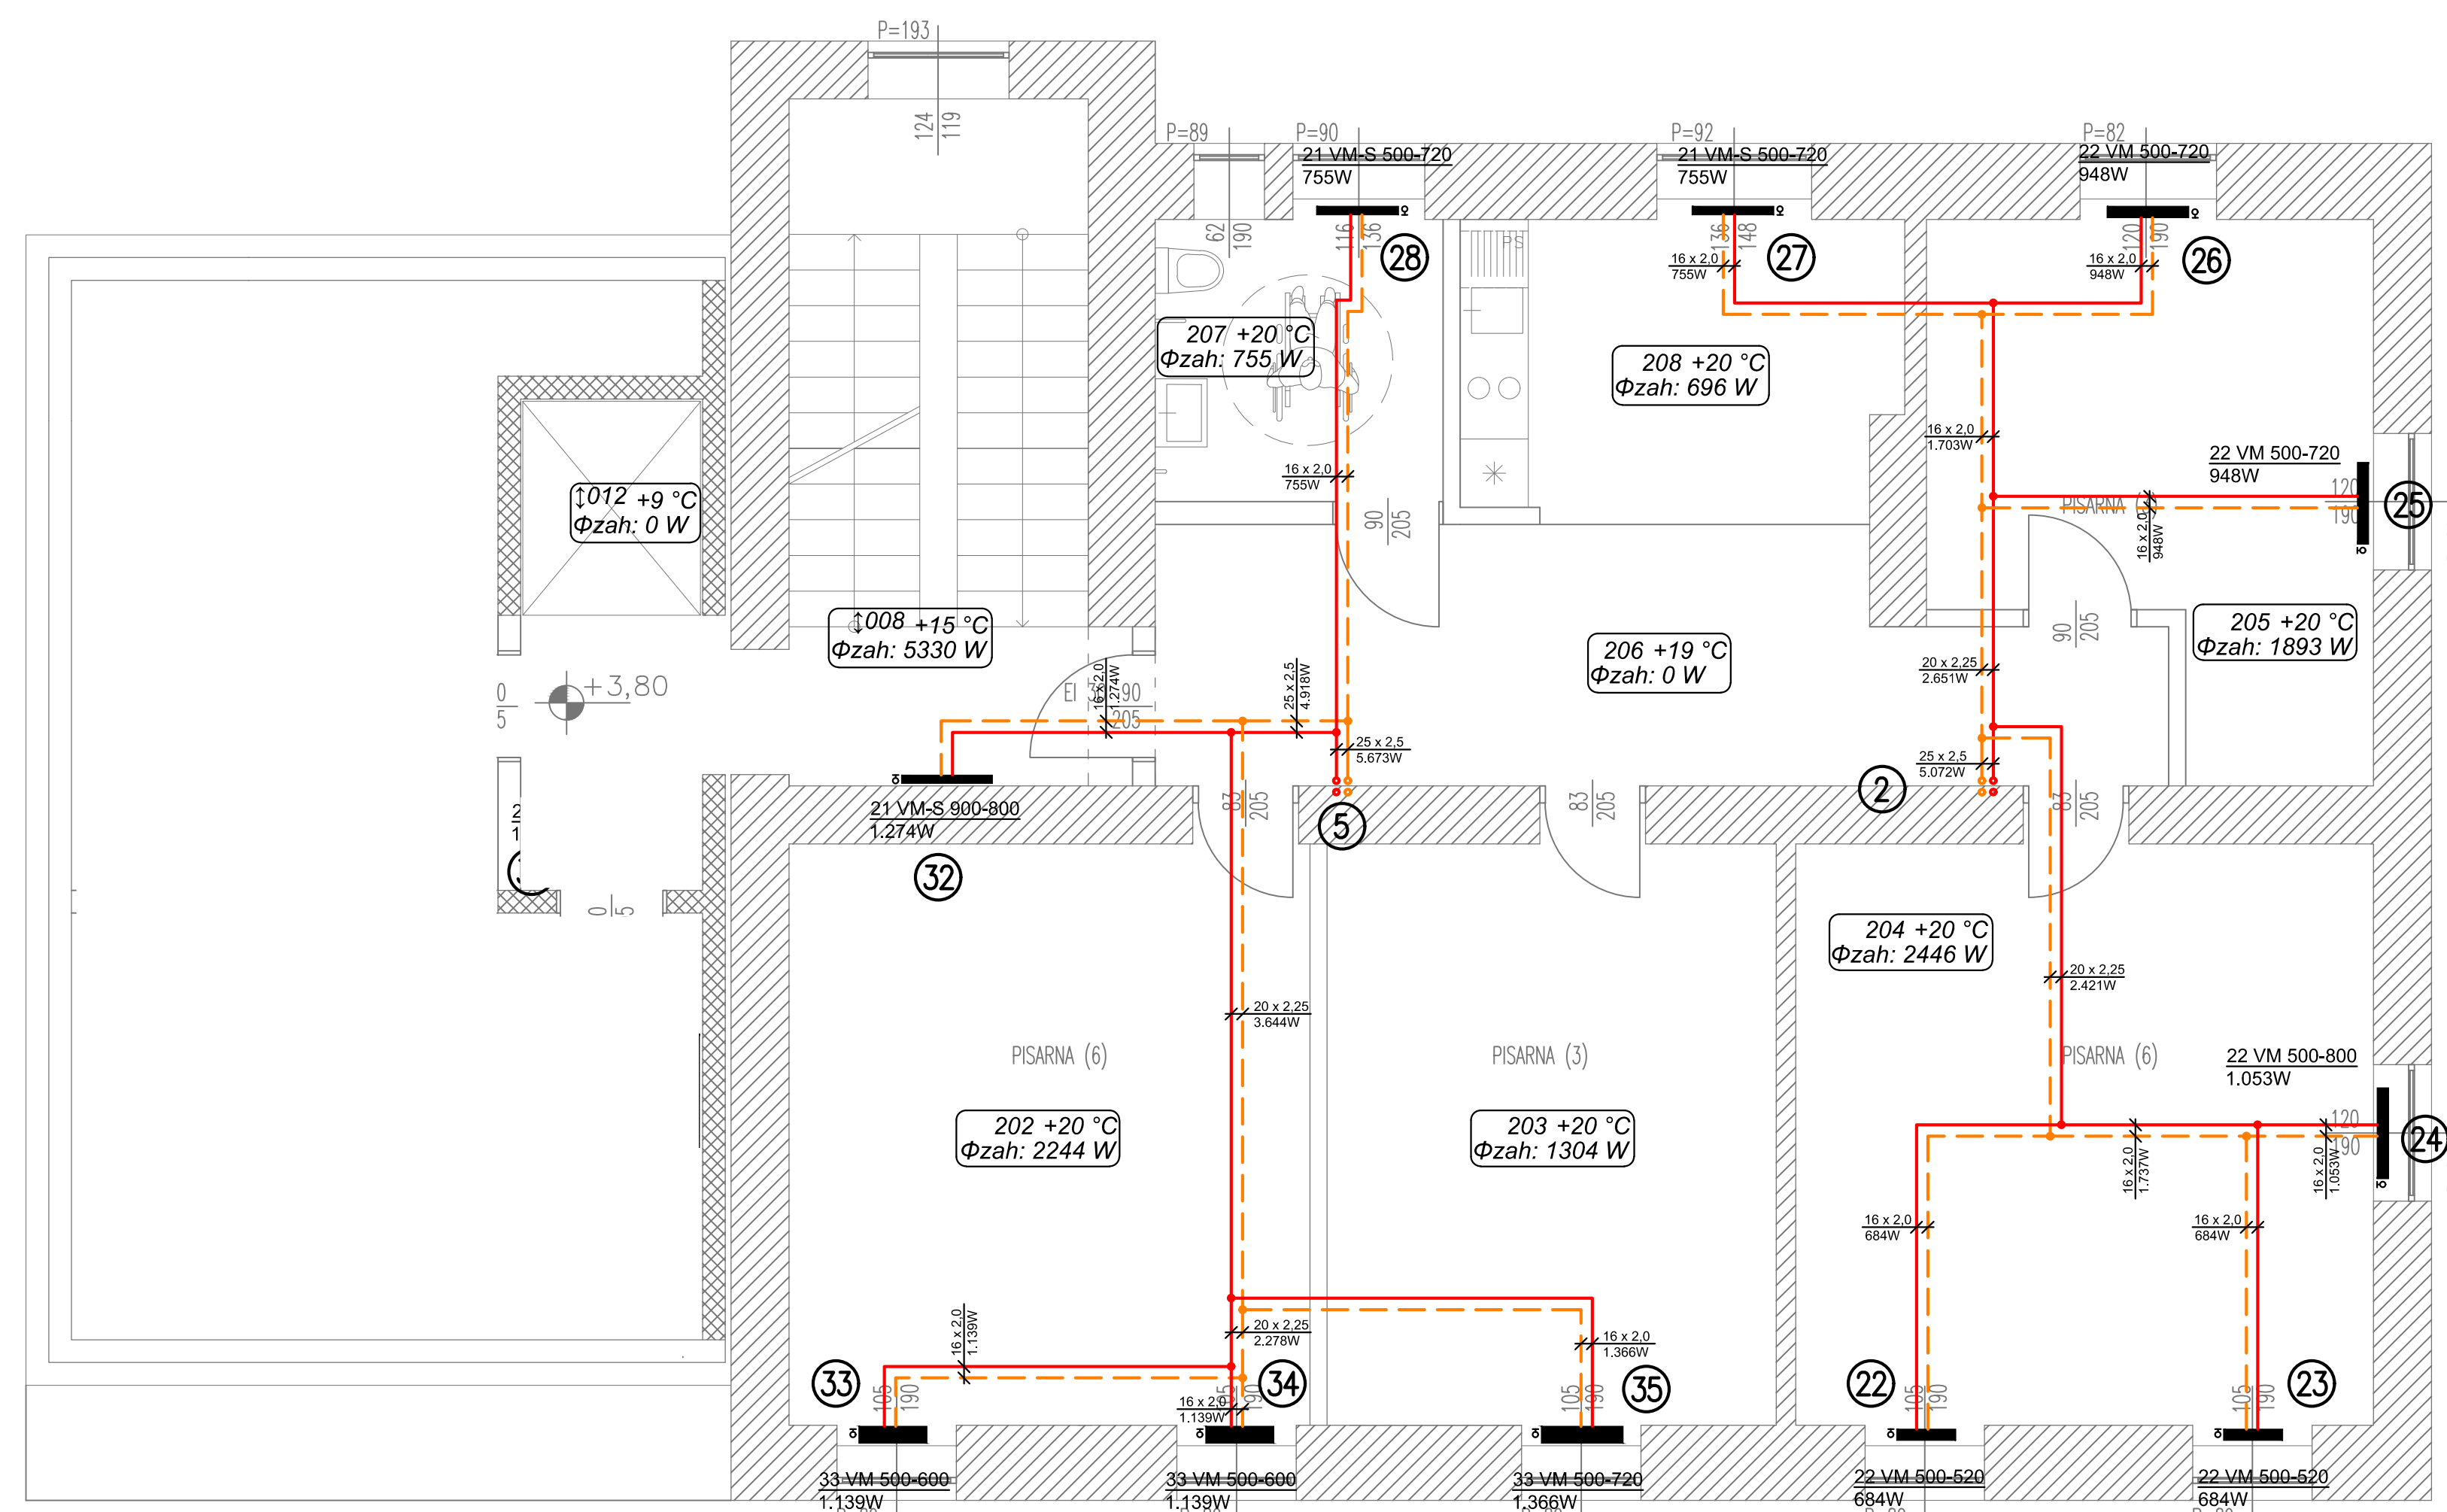 P=193
124
119
P=89
P=90
21 VM-S 500-720
755W
P=92
21 VM-S 500-720
755W
P=82
22 VM 500-720
948W
62
190
116
136
28
136
148
16 x 2,0
755W
27
120
190
16 x 2,0
948W
26
PS
207 +20 °C
Φzah: 755 W
208 +20 °C
Φzah: 696 W
16 x 2,0
755W
16 x 2,0
1.703W
22 VM 500-720
948W
120
190
25
PISARNA
16 x 2,0
948W
↕012 +9 °C
Φzah: 0 W
90
205
↕008 +15 °C
Φzah: 5330 W
206 +19 °C
Φzah: 0 W
90
205
205 +20 °C
Φzah: 1893 W
20 x 2,25
2.651W
0
5
+3,80
16 x 2,0
1.274W
EI
90
205
25 x 2,5
4.918W
25 x 2,5
5.673W
25 x 2,5
5.072W
2
21 VM-S 900-800
1.274W
32
83
205
5
83
205
83
205
0
5
204 +20 °C
Φzah: 2446 W
20 x 2,25
2.421W
20 x 2,25
3.644W
PISARNA (6)
PISARNA (3)
PISARNA (6)
22 VM 500-800
1.053W
202 +20 °C
Φzah: 2244 W
203 +20 °C
Φzah: 1304 W
120
190
24
16 x 2,0
1.737W
16 x 2,0
1.053W
16 x 2,0
684W
16 x 2,0
684W
16 x 2,0
1.139W
20 x 2,25
2.278W
16 x 2,0
1.366W
33
105
190
16 x 2,0
1.139W
190
34
105
190
35
22
105
190
105
190
23
33 VM 500-600
1.139W
33 VM 500-600
1.139W
33 VM 500-720
1.366W
22 VM 500-520
684W
22 VM 500-520
684W